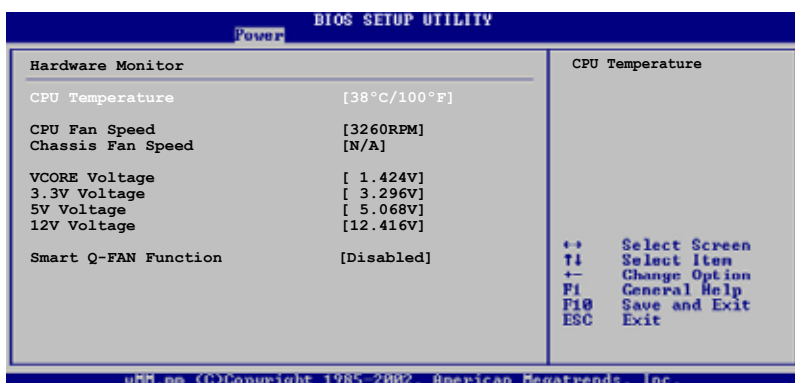 BIOS SETUP UTILITY
Power
Hardware Monitor
CPU Temperature [38°C/100°F]
CPU Fan Speed [3260RPM]
Chassis Fan Speed [N/A]
VCORE Voltage [ 1.424V]
3.3V Voltage [ 3.296V]
5V Voltage [ 5.068V]
12V Voltage [12.416V]
Smart Q-FAN Function [Disabled]
CPU Temperature
↔ Select Screen
↑↓ Select Item
+- Change Option
F1 General Help
F10 Save and Exit
ESC Exit
(C)Copyright 1985-2002, American Megatrends, Inc.